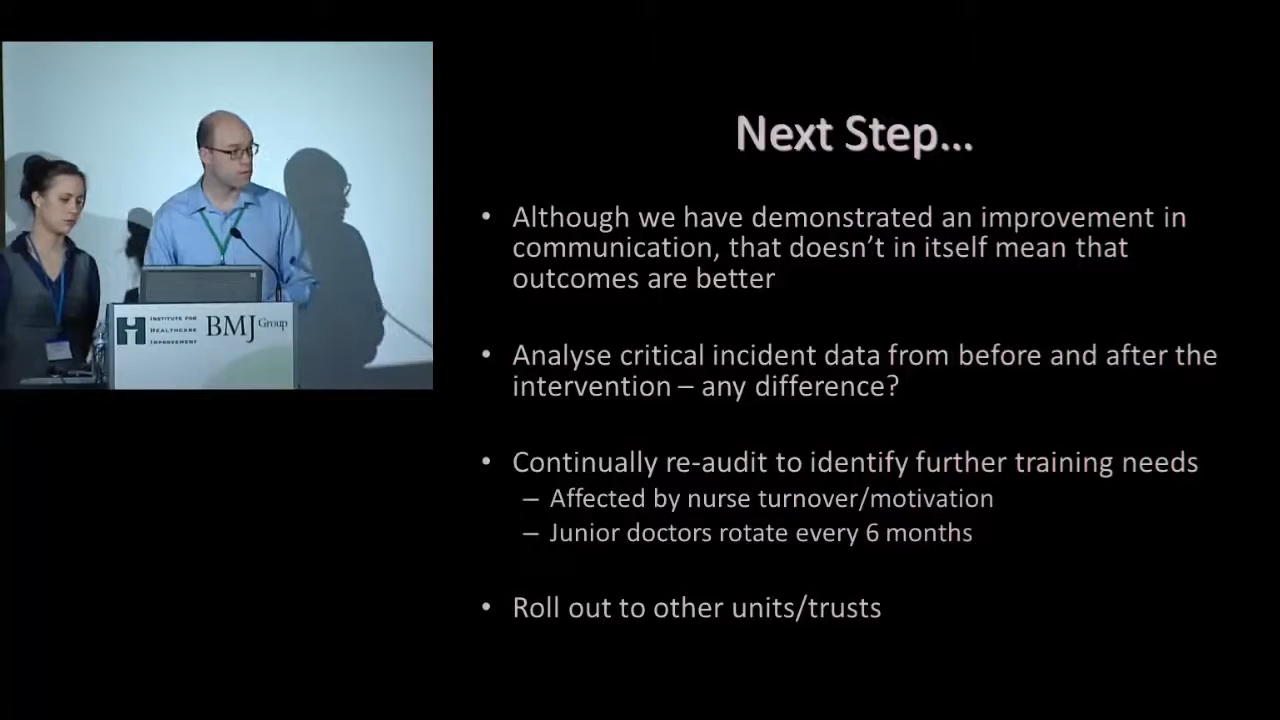 Next Step...
• Although we have demonstrated an improvement in
communication, that doesn't in itself mean that
outcomes are better
• Analyse critical incident data from before and after the
intervention – any difference?
• Continually re-audit to identify further training needs
– Affected by nurse turnover/motivation
– Junior doctors rotate every 6 months
• Roll out to other units/trusts
INSTITUTE FOR
HEALTHCARE
IMPROVEMENT
BMJ Group